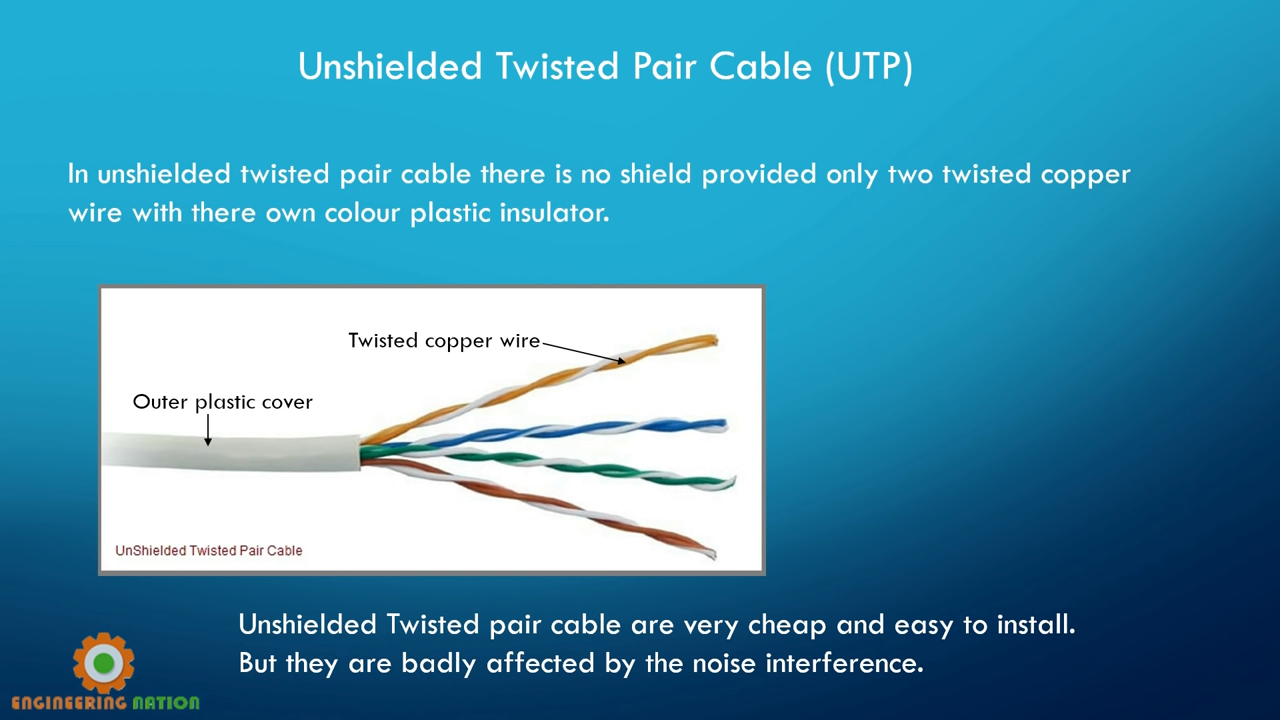 Unshielded Twisted Pair Cable (UTP)
In unshielded twisted pair cable there is no shield provided only two twisted copper
wire with there own colour plastic insulator.
Twisted copper wire
Outer plastic cover
UnShielded Twisted Pair Cable
Unshielded Twisted pair cable are very cheap and easy to install.
But they are badly affected by the noise interference.
ENGINEERING NATION